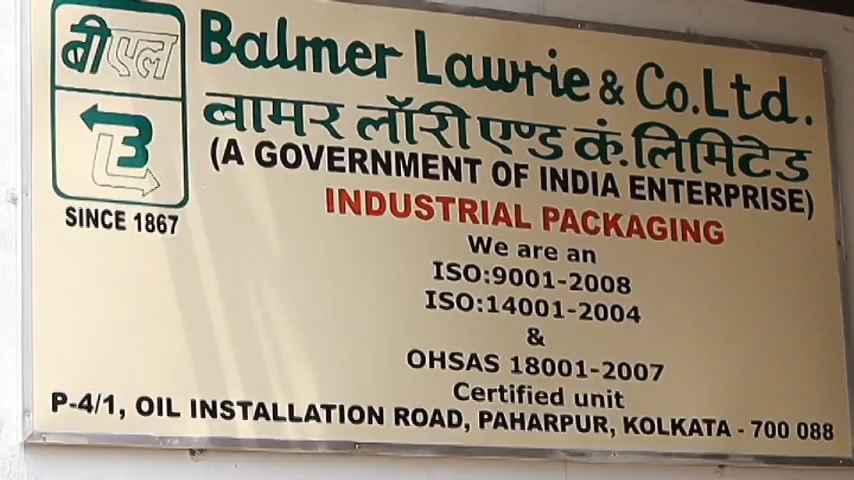 बीएल
BL
SINCE 1867
Balmer Lawrie & Co.Ltd.
बामर लॉरी एण्ड कं.लिमिटेड
(A GOVERNMENT OF INDIA ENTERPRISE)
INDUSTRIAL PACKAGING
We are an
ISO:9001-2008
ISO:14001-2004
&
OHSAS 18001-2007
Certified unit
P-4/1, OIL INSTALLATION ROAD, PAHARPUR, KOLKATA - 700 088